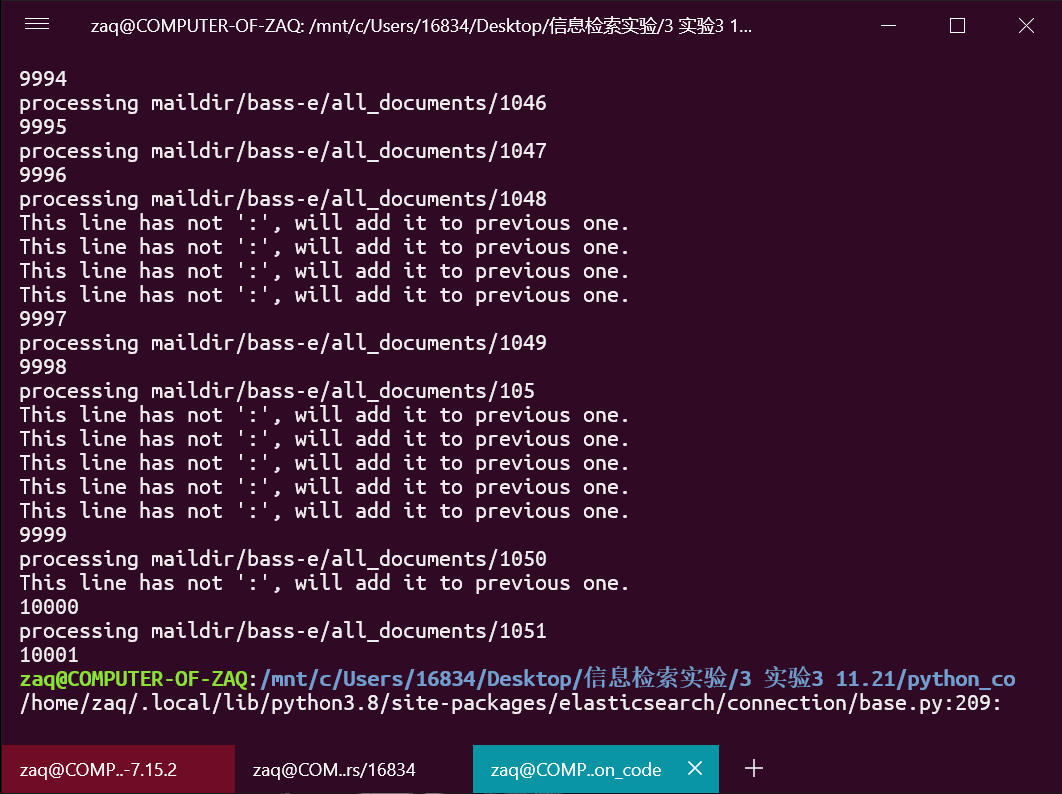 zaq@COMPUTER-OF-ZAQ: /mnt/c/Users/16834/Desktop/信息检索实验/3 实验3 1...
9994
processing maildir/bass-e/all_documents/1046
9995
processing maildir/bass-e/all_documents/1047
9996
processing maildir/bass-e/all_documents/1048
This line has not ':', will add it to previous one.
This line has not ':', will add it to previous one.
This line has not ':', will add it to previous one.
This line has not ':', will add it to previous one.
9997
processing maildir/bass-e/all_documents/1049
9998
processing maildir/bass-e/all_documents/105
This line has not ':', will add it to previous one.
This line has not ':', will add it to previous one.
This line has not ':', will add it to previous one.
This line has not ':', will add it to previous one.
This line has not ':', will add it to previous one.
9999
processing maildir/bass-e/all_documents/1050
This line has not ':', will add it to previous one.
10000
processing maildir/bass-e/all_documents/1051
10001
zaq@COMPUTER-OF-ZAQ:/mnt/c/Users/16834/Desktop/信息检索实验/3 实验3 11.21/python_co
/home/zaq/.local/lib/python3.8/site-packages/elasticsearch/connection/base.py:209:
zaq@COMP..-7.15.2 zaq@COM..rs/16834 zaq@COMP..on_code